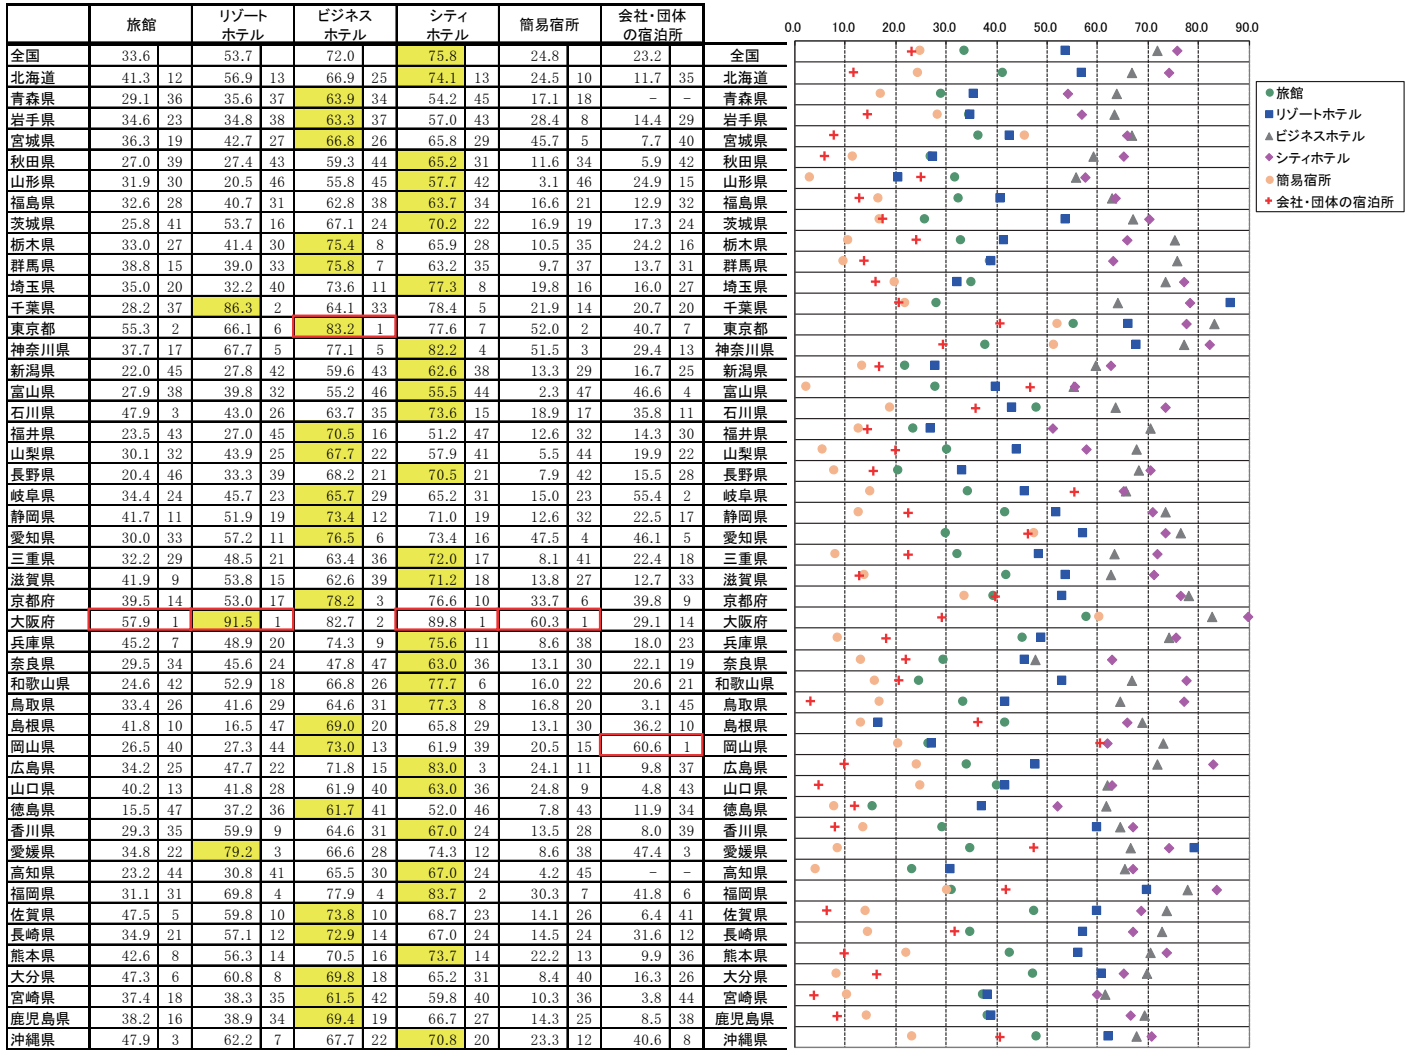 旅館 リゾートホテル ビジネスホテル シティホテル 簡易宿所 会社・団体の宿泊所 0.0 10.0 20.0 30.0 40.0 50.0 60.0 70.0 80.0 90.0
全国 33.6 53.7 72.0 75.8 24.8 23.2 全国
北海道 41.3 12 56.9 13 66.9 25 74.1 13 24.5 10 11.7 35 北海道
青森県 29.1 36 35.6 37 63.9 34 54.2 45 17.1 18 － － 青森県
岩手県 34.6 23 34.8 38 63.3 37 57.0 43 28.4 8 14.4 29 岩手県
宮城県 36.3 19 42.7 27 66.8 26 65.8 29 45.7 5 7.7 40 宮城県
秋田県 27.0 39 27.4 43 59.3 44 65.2 31 11.6 34 5.9 42 秋田県
山形県 31.9 30 20.5 46 55.8 45 57.7 42 3.1 46 24.9 15 山形県
福島県 32.6 28 40.7 31 62.8 38 63.7 34 16.6 21 12.9 32 福島県
茨城県 25.8 41 53.7 16 67.1 24 70.2 22 16.9 19 17.3 24 茨城県
栃木県 33.0 27 41.4 30 75.4 8 65.9 28 10.5 35 24.2 16 栃木県
群馬県 38.8 15 39.0 33 75.8 7 63.2 35 9.7 37 13.7 31 群馬県
埼玉県 35.0 20 32.2 40 73.6 11 77.3 8 19.8 16 16.0 27 埼玉県
千葉県 28.2 37 86.3 2 64.1 33 78.4 5 21.9 14 20.7 20 千葉県
東京都 55.3 2 66.1 6 83.2 1 77.6 7 52.0 2 40.7 7 東京都
神奈川県 37.7 17 67.7 5 77.1 5 82.2 4 51.5 3 29.4 13 神奈川県
新潟県 22.0 45 27.8 42 59.6 43 62.6 38 13.3 29 16.7 25 新潟県
富山県 27.9 38 39.8 32 55.2 46 55.5 44 2.3 47 46.6 4 富山県
石川県 47.9 3 43.0 26 63.7 35 73.6 15 18.9 17 35.8 11 石川県
福井県 23.5 43 27.0 45 70.5 16 51.2 47 12.6 32 14.3 30 福井県
山梨県 30.1 32 43.9 25 67.7 22 57.9 41 5.5 44 19.9 22 山梨県
長野県 20.4 46 33.3 39 68.2 21 70.5 21 7.9 42 15.5 28 長野県
岐阜県 34.4 24 45.7 23 65.7 29 65.2 31 15.0 23 55.4 2 岐阜県
静岡県 41.7 11 51.9 19 73.4 12 71.0 19 12.6 32 22.5 17 静岡県
愛知県 30.0 33 57.2 11 76.5 6 73.4 16 47.5 4 46.1 5 愛知県
三重県 32.2 29 48.5 21 63.4 36 72.0 17 8.1 41 22.4 18 三重県
滋賀県 41.9 9 53.8 15 62.6 39 71.2 18 13.8 27 12.7 33 滋賀県
京都府 39.5 14 53.0 17 78.2 3 76.6 10 33.7 6 39.8 9 京都府
大阪府 57.9 1 91.5 1 82.7 2 89.8 1 60.3 1 29.1 14 大阪府
兵庫県 45.2 7 48.9 20 74.3 9 75.6 11 8.6 38 18.0 23 兵庫県
奈良県 29.5 34 45.6 24 47.8 47 63.0 36 13.1 30 22.1 19 奈良県
和歌山県 24.6 42 52.9 18 66.8 26 77.7 6 16.0 22 20.6 21 和歌山県
鳥取県 33.4 26 41.6 29 64.6 31 77.3 8 16.8 20 3.1 45 鳥取県
島根県 41.8 10 16.5 47 69.0 20 65.8 29 13.1 30 36.2 10 島根県
岡山県 26.5 40 27.3 44 73.0 13 61.9 39 20.5 15 60.6 1 岡山県
広島県 34.2 25 47.7 22 71.8 15 83.0 3 24.1 11 9.8 37 広島県
山口県 40.2 13 41.8 28 61.9 40 63.0 36 24.8 9 4.8 43 山口県
徳島県 15.5 47 37.2 36 61.7 41 52.0 46 7.8 43 11.9 34 徳島県
香川県 29.3 35 59.9 9 64.6 31 67.0 24 13.5 28 8.0 39 香川県
愛媛県 34.8 22 79.2 3 66.6 28 74.3 12 8.6 38 47.4 3 愛媛県
高知県 23.2 44 30.8 41 65.5 30 67.0 24 4.2 45 － － 高知県
福岡県 31.1 31 69.8 4 77.9 4 83.7 2 30.3 7 41.8 6 福岡県
佐賀県 47.5 5 59.8 10 73.8 10 68.7 23 14.1 26 6.4 41 佐賀県
長崎県 34.9 21 57.1 12 72.9 14 67.0 24 14.5 24 31.6 12 長崎県
熊本県 42.6 8 56.3 14 70.5 16 73.7 14 22.2 13 9.9 36 熊本県
大分県 47.3 6 60.8 8 69.8 18 65.2 31 8.4 40 16.3 26 大分県
宮崎県 37.4 18 38.3 35 61.5 42 59.8 40 10.3 36 3.8 44 宮崎県
鹿児島県 38.2 16 38.9 34 69.4 19 66.7 27 14.3 25 8.5 38 鹿児島県
沖縄県 47.9 3 62.2 7 67.7 22 70.8 20 23.3 12 40.6 8 沖縄県
旅館
リゾートホテル
ビジネスホテル
シティホテル
簡易宿所
会社・団体の宿泊所